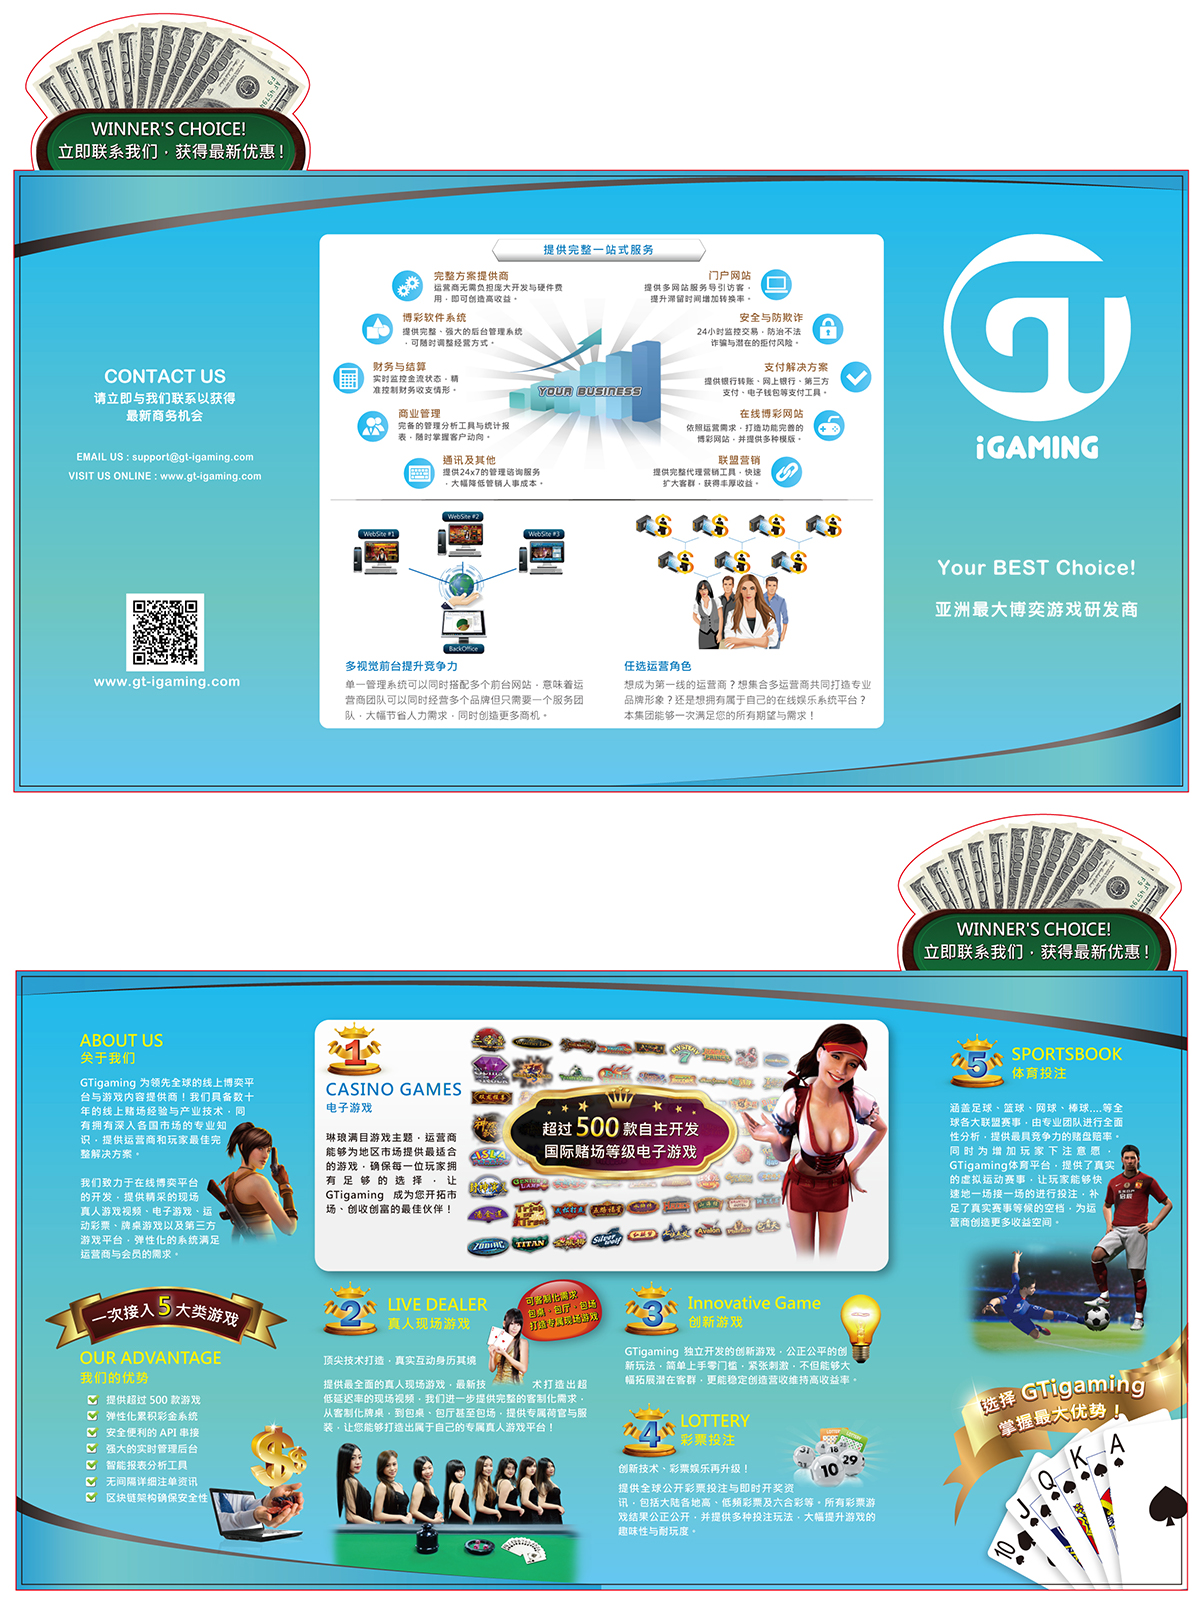 WINNER'S CHOICE!
立即联系我们，获得最新优惠！
CONTACT US
请立即与我们联系以获得
最新商务机会
EMAIL US : support@gt-igaming.com
VISIT US ONLINE : www.gt-igaming.com
www.gt-igaming.com
提供完整一站式服务
完整方案提供商
运营商无需负担庞大开发与硬件费
用，即可创造高收益。
博彩软件系统
提供完整、强大的后台管理系统
，可随时调整经营方式。
财务与结算
实时监控金流状态，精
准控制财务收支情形。
商业管理
完备的管理分析工具与统计报
表，随时掌握客户动向。
通讯及其他
提供24x7的管理谘询服务
，大幅降低管销人事成本。
门户网站
提供多网站服务导引访客，
提升滞留时间增加转换率。
安全与防欺诈
24小时监控交易，防治不法
诈骗与潜在的拒付风险。
支付解决方案
提供银行转账、网上银行、第三方
支付、电子钱包等支付工具。
在线博彩网站
依照运营需求，打造功能完善的
博彩网站，并提供多种模版。
联盟营销
提供完整代理营销工具，快速
扩大客群，获得丰厚收益。
YOUR BUSINESS
WebSite #1
WebSite #2
WebSite #3
BackOffice
多视觉前台提升竞争力
单一管理系统可以同时搭配多个前台网站，意味着运
营商团队可以同时经营多个品牌但只需要一个服务团
队，大幅节省人力需求，同时创造更多商机。
任选运营角色
想成为第一线的运营商？想集合多运营商共同打造专业
品牌形象？还是想拥有属于自己的在线娱乐系统平台？
本集团能够一次满足您的所有期望与需求！
GT
iGAMING
Your BEST Choice!
亚洲最大博奕游戏研发商
WINNER'S CHOICE!
立即联系我们，获得最新优惠！
ABOUT US
关于我们
GTigaming 为领先全球的线上博奕平
台与游戏内容提供商！我们具备数十
年的线上赌场经验与产业技术，同
有拥有深入各国市场的专业知
识，提供运营商和玩家最佳完
整解决方案。
我们致力于在线博奕平台
的开发，提供精采的现场
真人游戏视频、电子游戏、运
动彩票、牌桌游戏以及第三方
游戏平台，弹性化的系统满足
运营商与会员的需求。
一次接入5大类游戏
OUR ADVANTAGE
我们的优势
提供超过 500 款游戏
弹性化累积彩金系统
安全便利的 API 串接
强大的实时管理后台
智能报表分析工具
无间隔详细注单资讯
区块链架构确保安全性
1
CASINO GAMES
电子游戏
琳琅满目游戏主题，运营商
能够为地区市场提供最适合
的游戏，确保每一位玩家拥
有足够的选择，让
GTigaming 成为您开拓市
场、创收创富的最佳伙伴！
超过 500 款自主开发
国际赌场等级电子游戏
ZODIAC
TITAN
Silver Wolf
Avalon
2
LIVE DEALER
真人现场游戏
可客制化需求
包桌，包厅，包场
打造专属现场游戏
顶尖技术打造，真实互动身历其境
提供最全面的真人现场游戏，最新技术打造出超
低延迟率的现场视频，我们进一步提供完整的客制化需求，
从客制化牌桌，到包桌、包厅甚至包场，提供专属荷官与服
装，让您能够打造出属于自己的专属真人游戏平台！
3
Innovative Game
创新游戏
GTigaming 独立开发的创新游戏，公正公平的创
新玩法，简单上手零门槛，紧张刺激，不但能够大
幅拓展潜在客群，更能稳定创造营收维持高收益率。
4
LOTTERY
彩票投注
创新技术、彩票娱乐再升级！
提供全球公开彩票投注与即时开奖资
讯，包括大陆各地高、低频彩票及六合彩等。所有彩票游
戏结果公正公开，并提供多种投注玩法，大幅提升游戏的
趣味性与耐玩度。
31
10
29
5
SPORTSBOOK
体育投注
涵盖足球、篮球、网球、棒球....等全
球各大联盟赛事，由专业团队进行全面
性分析，提供最具竞争力的赌盘赔率。
同时为增加玩家下注意愿，
GTigaming体育平台，提供了真实
的虚拟运动赛事，让玩家能够快
速地一场接一场的进行投注，补
足了真实赛事等候的空档，为运
营商创造更多收益空间。
选择 GTigaming
掌握最大优势！
10
J
Q
K
A